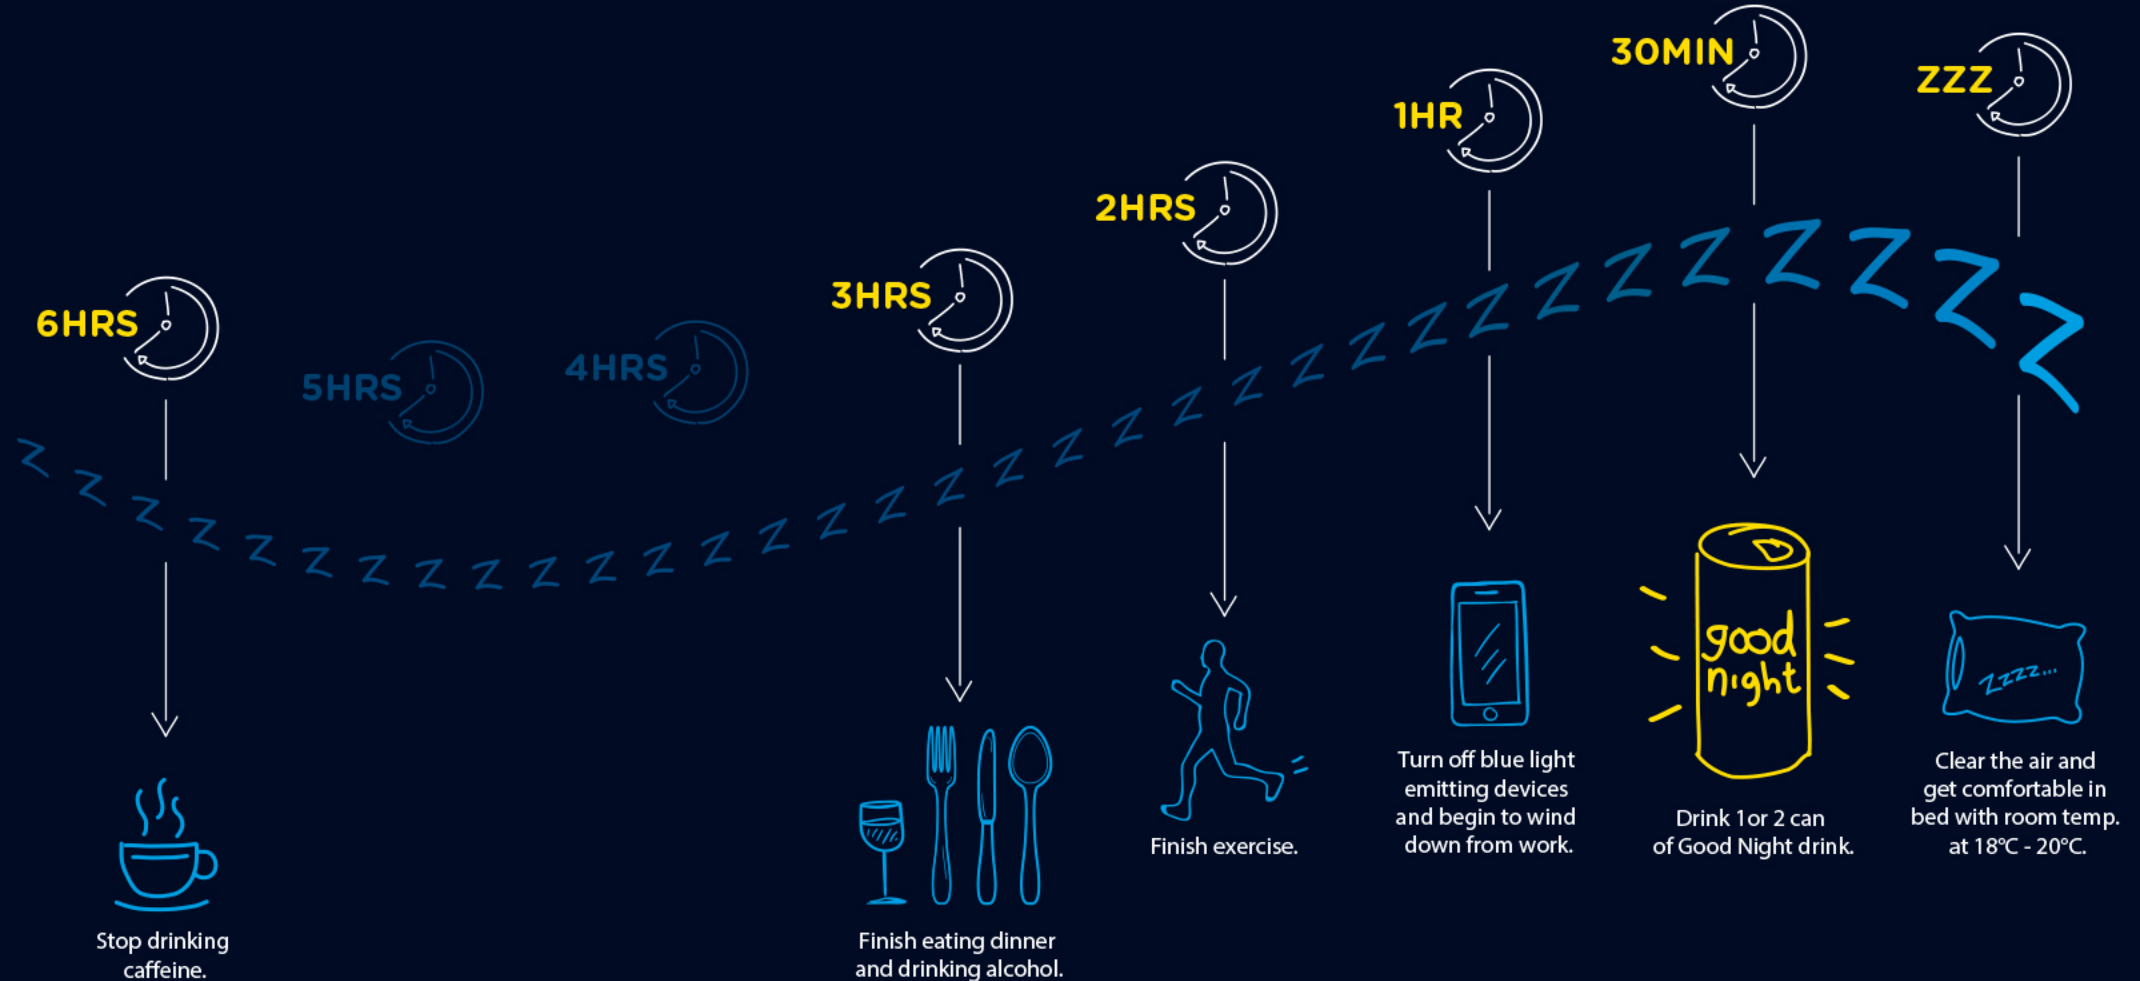 6HRS
5HRS
4HRS
3HRS
2HRS
1HR
30MIN
ZZZ
Stop drinking
caffeine.
Finish eating dinner
and drinking alcohol.
Finish exercise.
Turn off blue light
emitting devices
and begin to wind
down from work.
good
night
Drink 1or 2 can
of Good Night drink.
zzzz...
Clear the air and
get comfortable in
bed with room temp.
at 18°C - 20°C.
z z z z z z z z z z z z z z z z z z z z z z z z z z z z z z z z z z z z